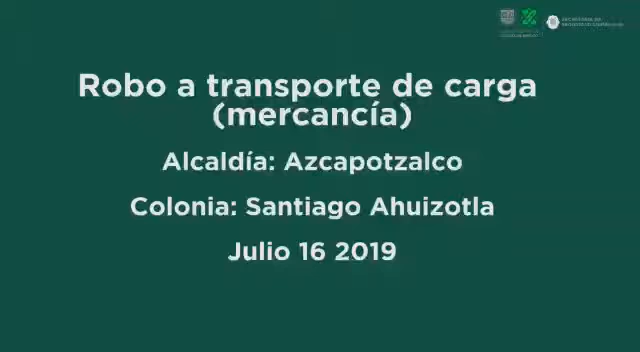 Robo a transporte de carga
(mercancía)
Alcaldía: Azcapotzalco
Colonia: Santiago Ahuizotla
Julio 16 2019